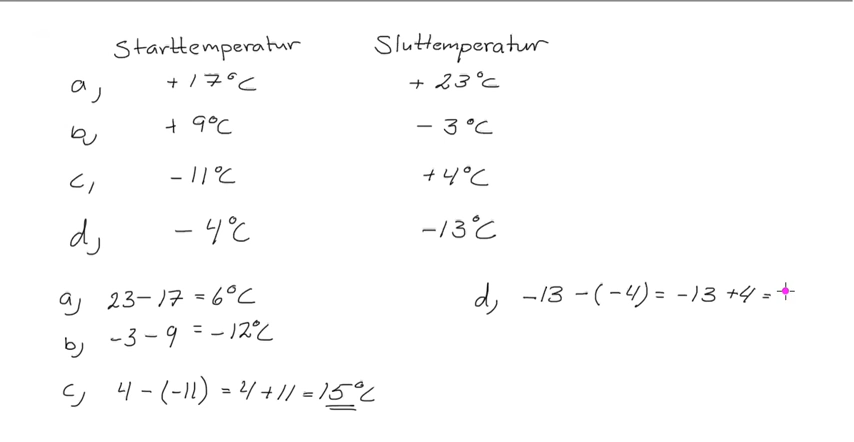 Starttemperatur Sluttemperatur
a) +17°C +23°C
b) +9°C -3°C
c) -11°C +4°C
d) -4°C -13°C
a) 23-17 = 6°C
d) -13 -(-4) = -13 +4 = -
b) -3 - 9 = -12°C
c) 4 - (-11) = 4 + 11 = 15°C